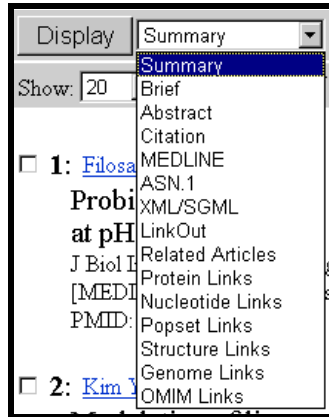 Display Summary
Summary
Show: 20
Brief
Abstract
Citation
MEDLINE
1: Filosa
ASN.1
XML/SGML
Probi
LinkOut
at pH
Related Articles
J Biol
Protein Links
[MEDL
Nucleotide Links
PMID:
Popset Links
Structure Links
Genome Links
2: Kim Y
OMIM Links